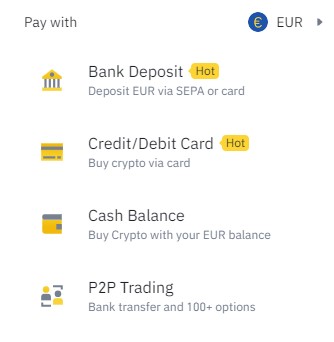 Pay with € EUR
Bank Deposit Hot
Deposit EUR via SEPA or card
Credit/Debit Card Hot
Buy crypto via card
Cash Balance
Buy Crypto with your EUR balance
P2P Trading
Bank transfer and 100+ options